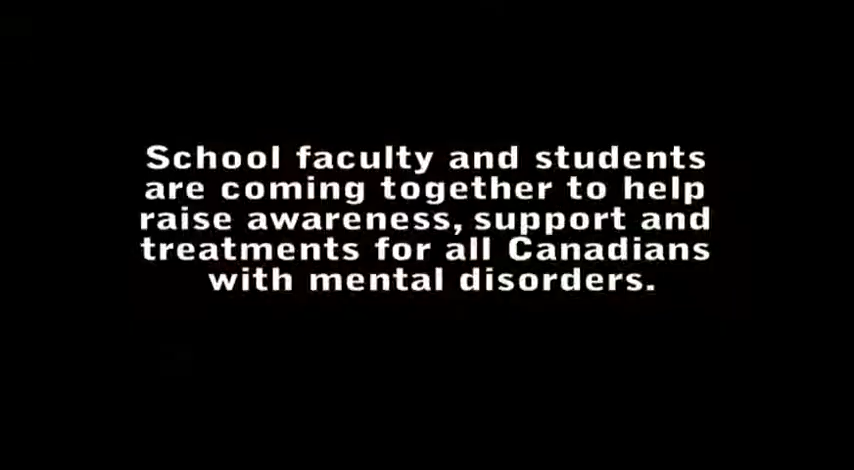 School faculty and students
are coming together to help
raise awareness, support and
treatments for all Canadians
with mental disorders.